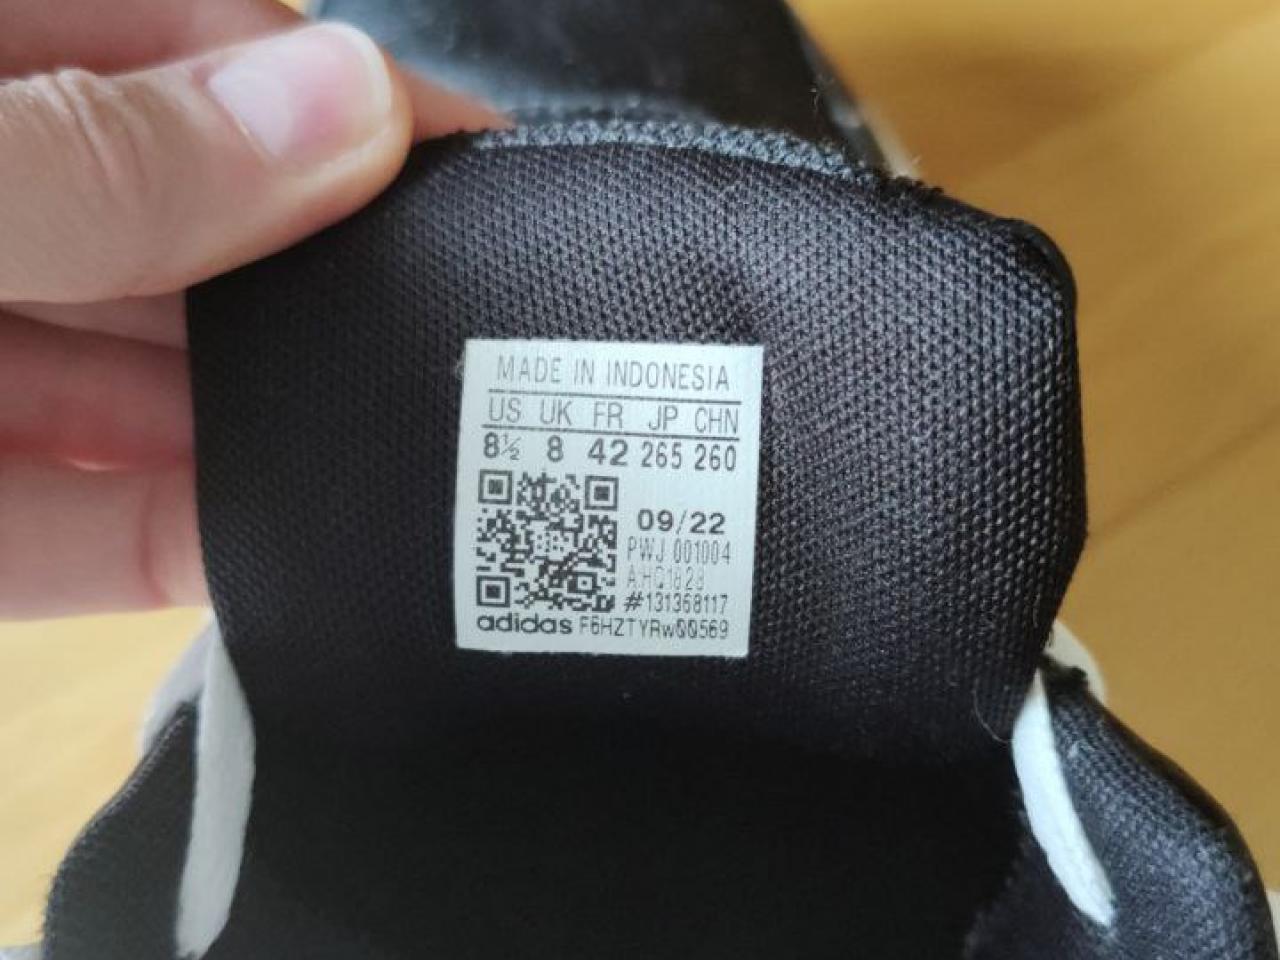 MADE IN INDONESIA
US UK FR JP CHN
8½ 8 42 265 260
09/22
PWJ 001004
#131368117
adidas F6HZTYRw00569